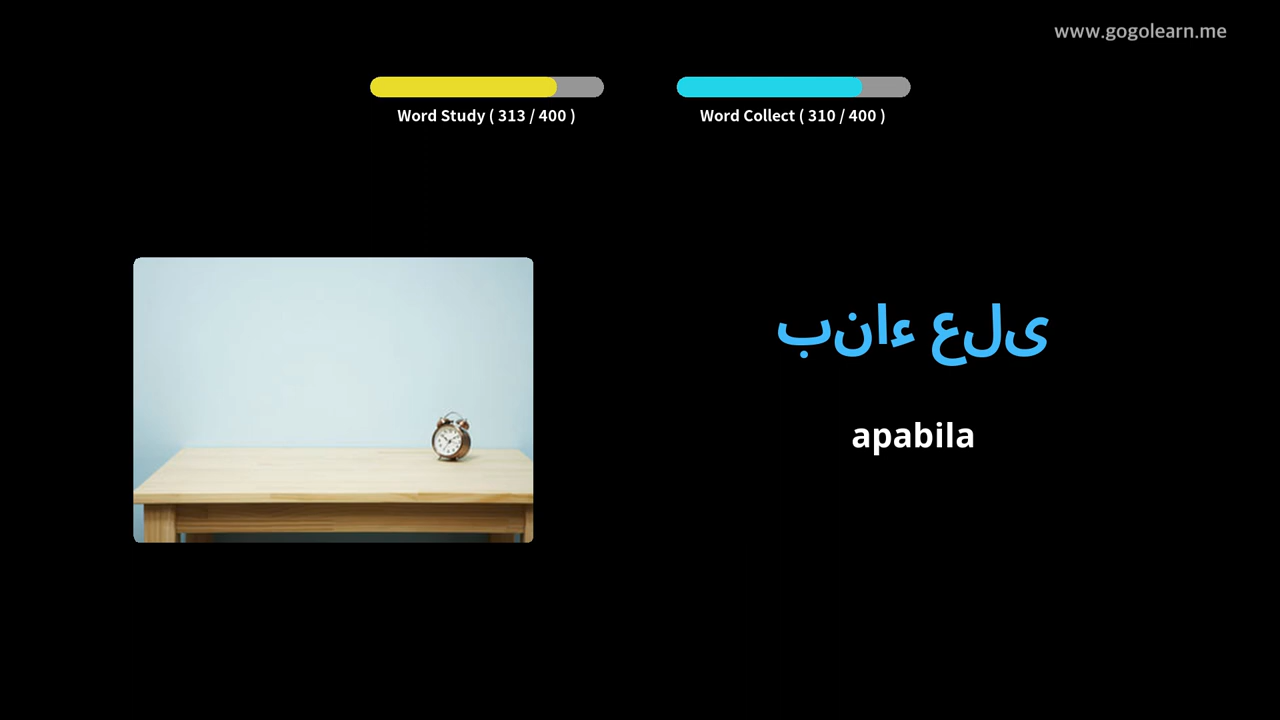 www.gogolearn.me
Word Study ( 313 / 400 )
Word Collect ( 310 / 400 )
بناء على
apabila